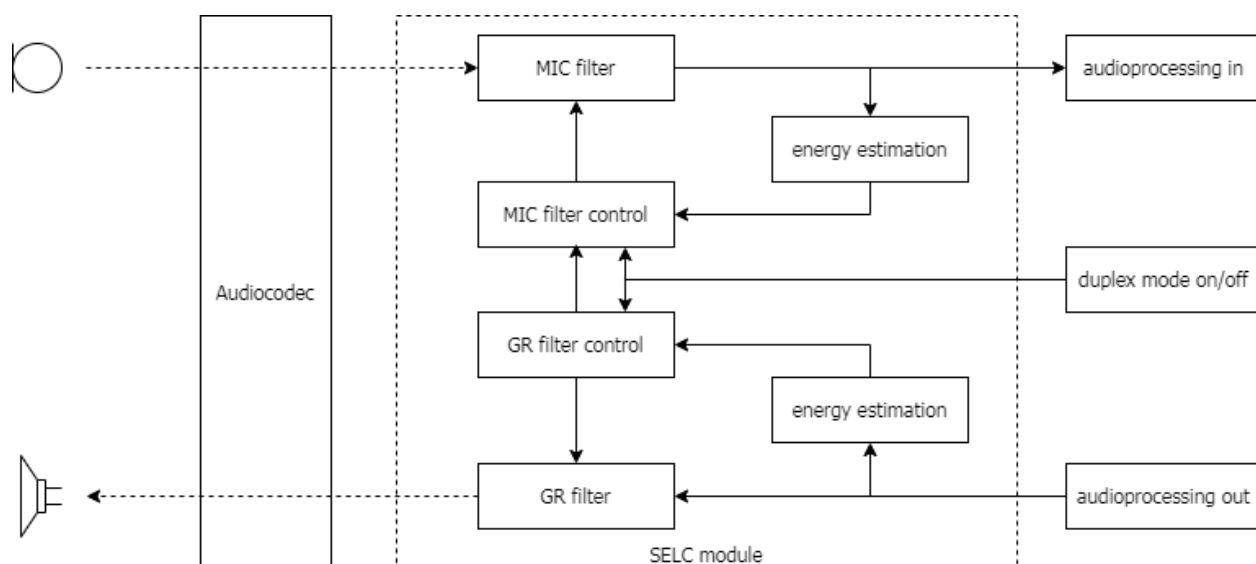 MIC filter
audioprocessing in
energy estimation
MIC filter control
Audiocodec
duplex mode on/off
GR filter control
energy estimation
GR filter
audioprocessing out
SELC module